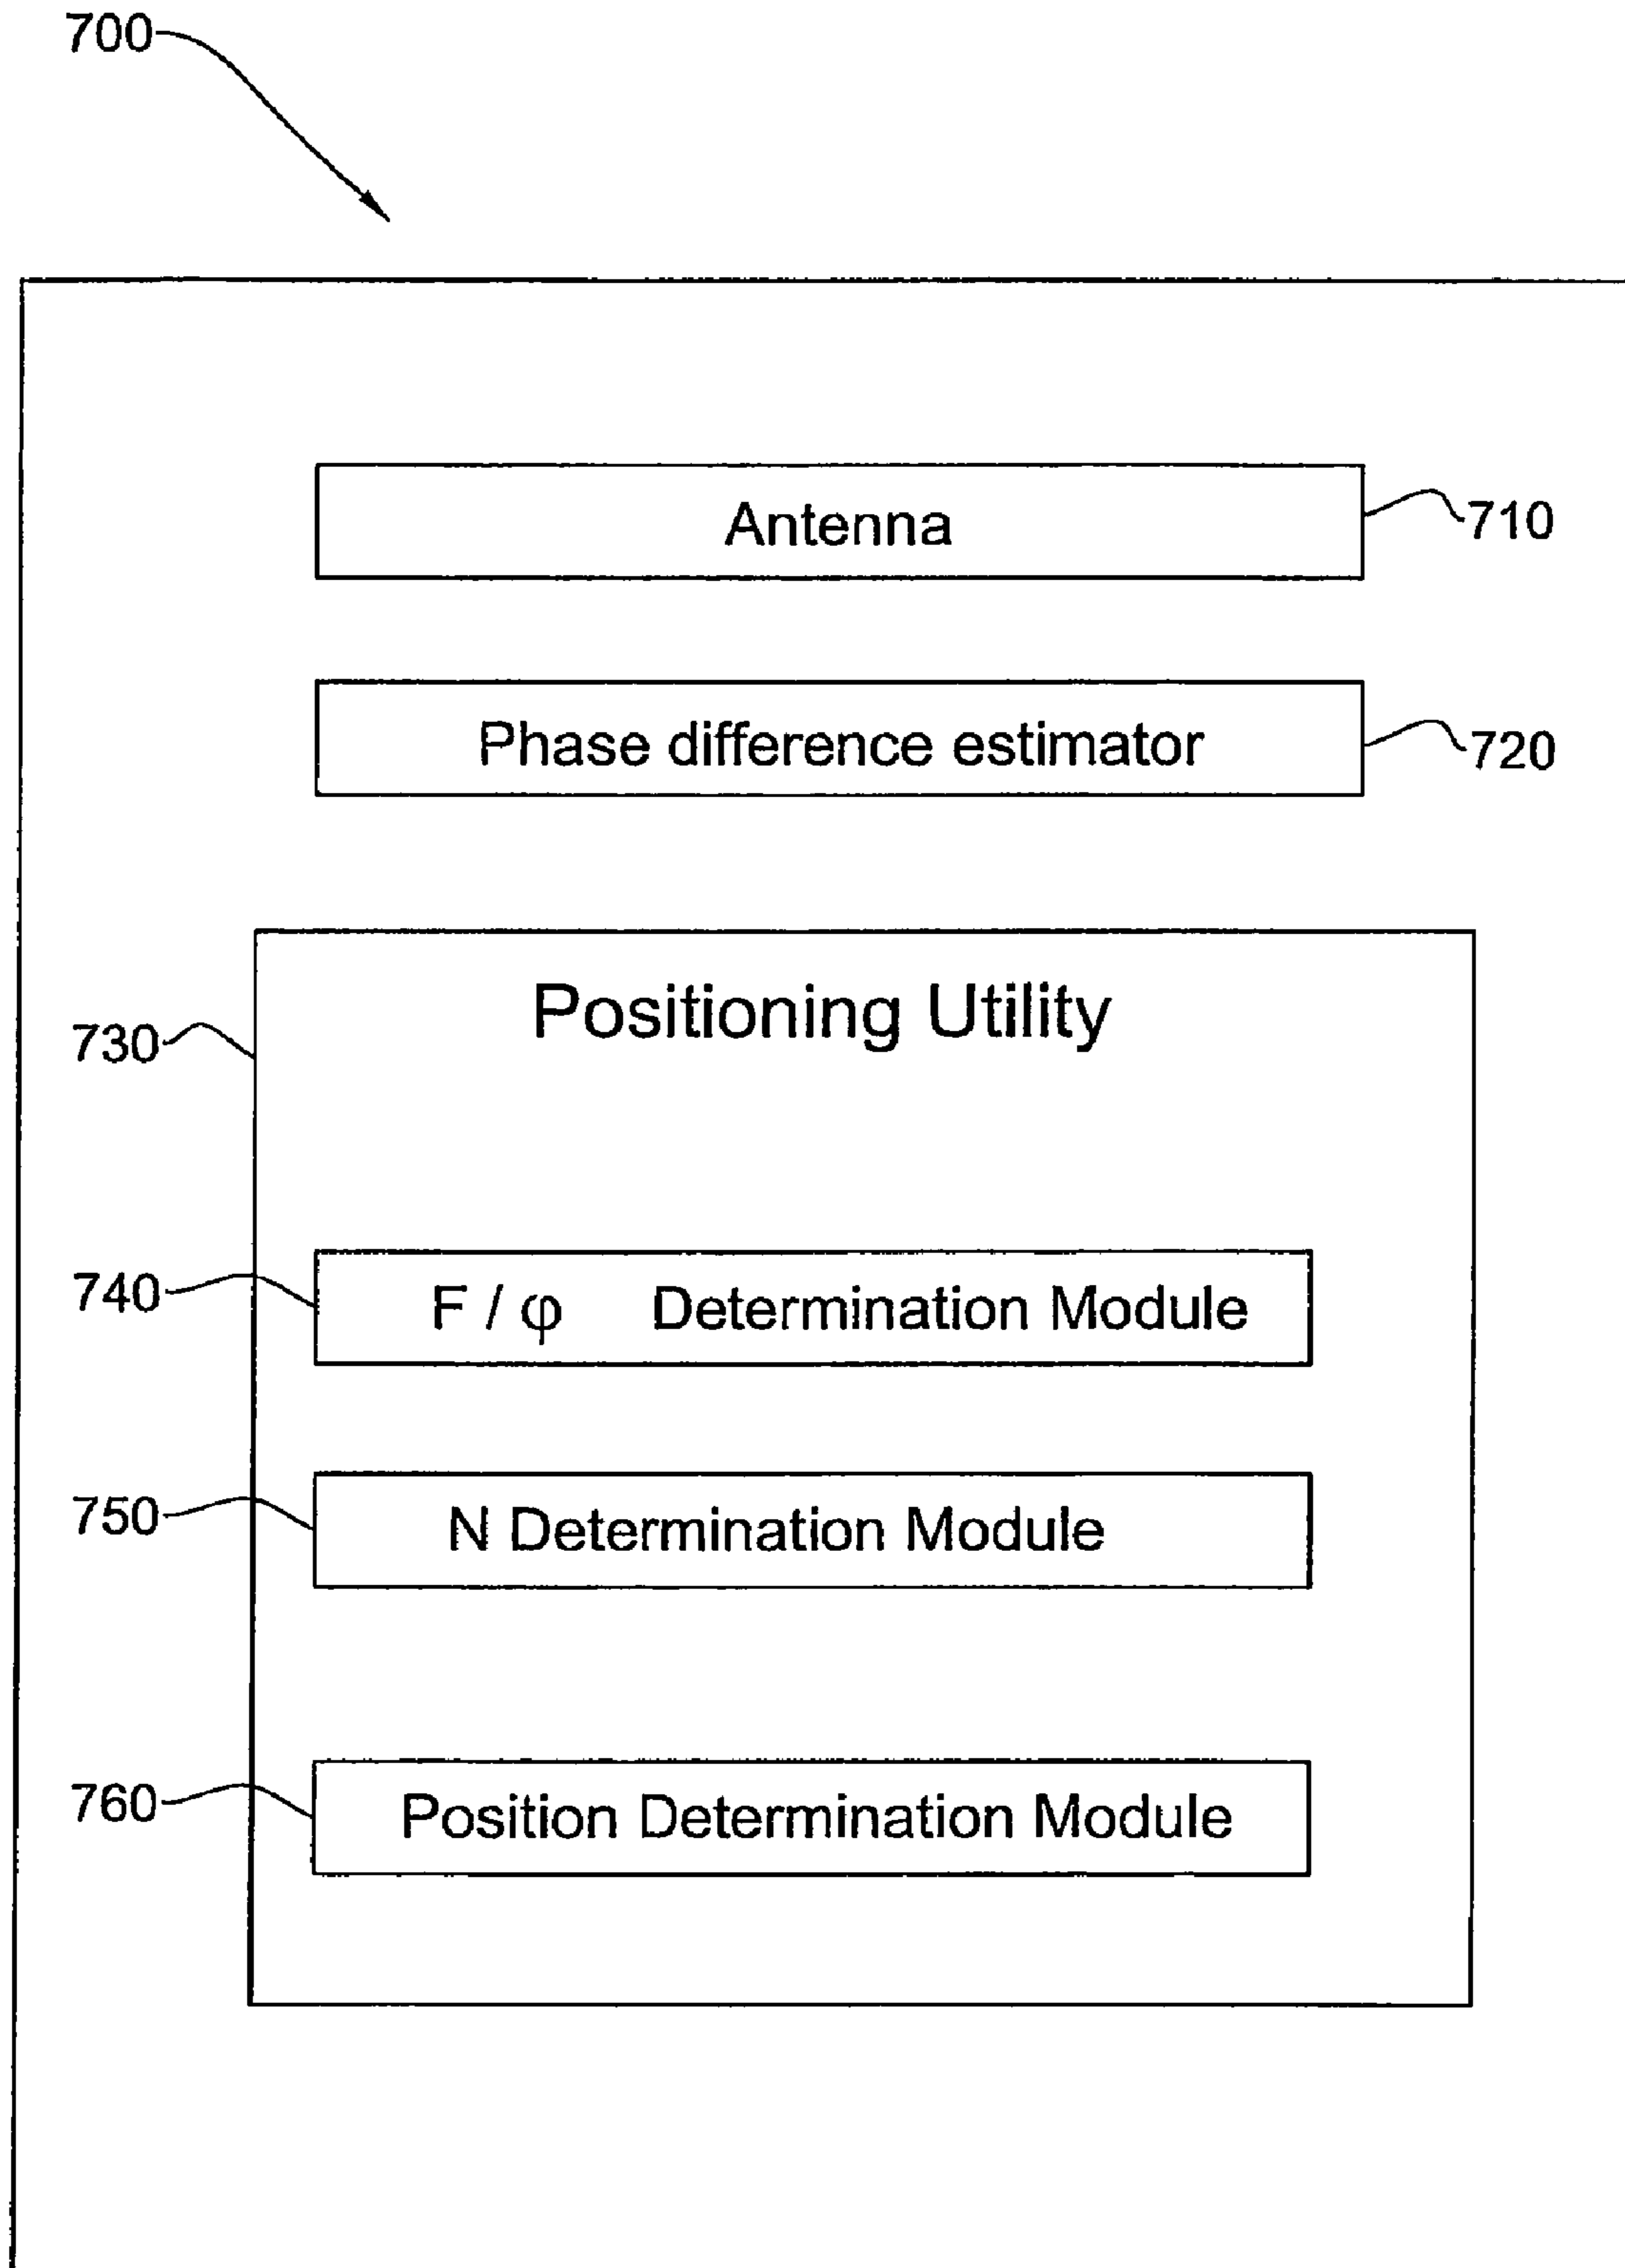 700
Antenna
710
Phase difference estimator
720
Positioning Utility
730
740
F / φ Determination Module
750
N Determination Module
760
Position Determination Module